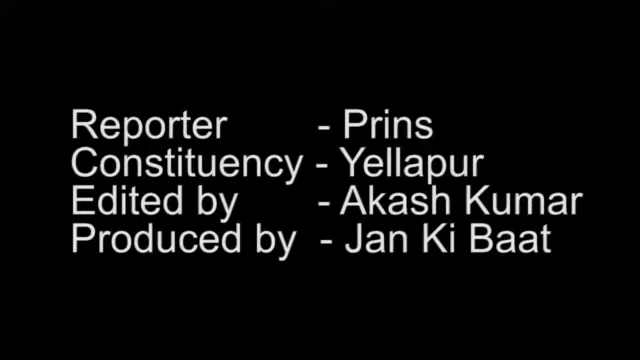 Reporter - Prins
Constituency - Yellapur
Edited by - Akash Kumar
Produced by - Jan Ki Baat